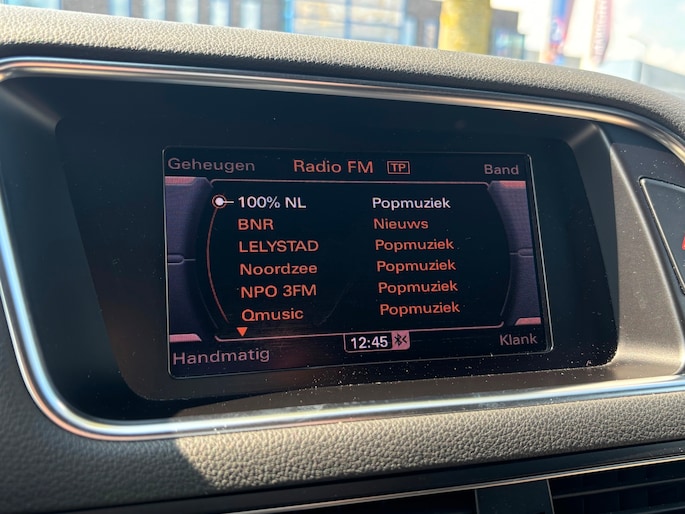 Geheugen Radio FM TP Band
100% NL Popmuziek
BNR Nieuws
LELYSTAD Popmuziek
Noordzee Popmuziek
NPO 3FM Popmuziek
Qmusic Popmuziek
Handmatig 12:45 Klank